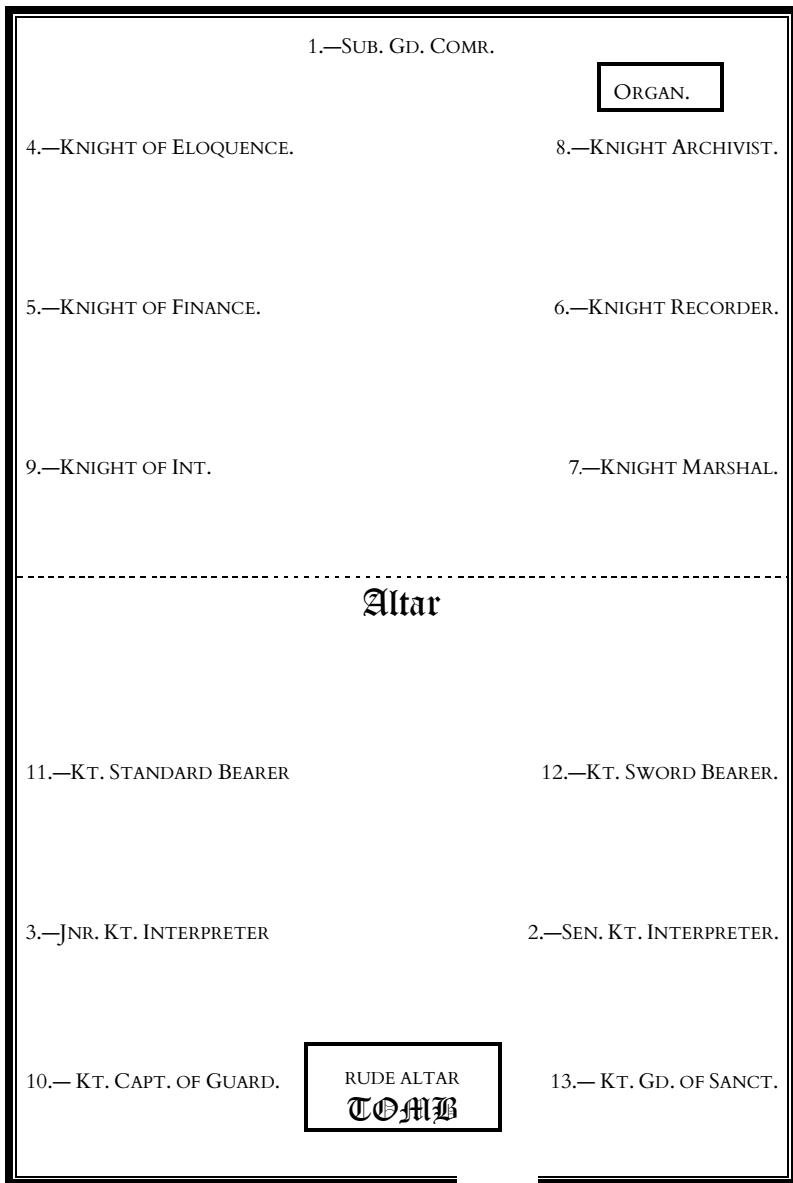 1.—Sub. Gd. Comr.
Organ.
4.—Knight of Eloquence.
8.—Knight Archivist.
5.—Knight of Finance.
6.—Knight Recorder.
9.—Knight of Int.
7.—Knight Marshal.
Altar
11.—Kt. Standard Bearer
12.—Kt. Sword Bearer.
3.—Jnr. Kt. Interpreter
2.—Sen. Kt. Interpreter.
10.— Kt. Capt. of Guard.
RUDE ALTAR
TOMB
13.— Kt. Gd. of Sanct.